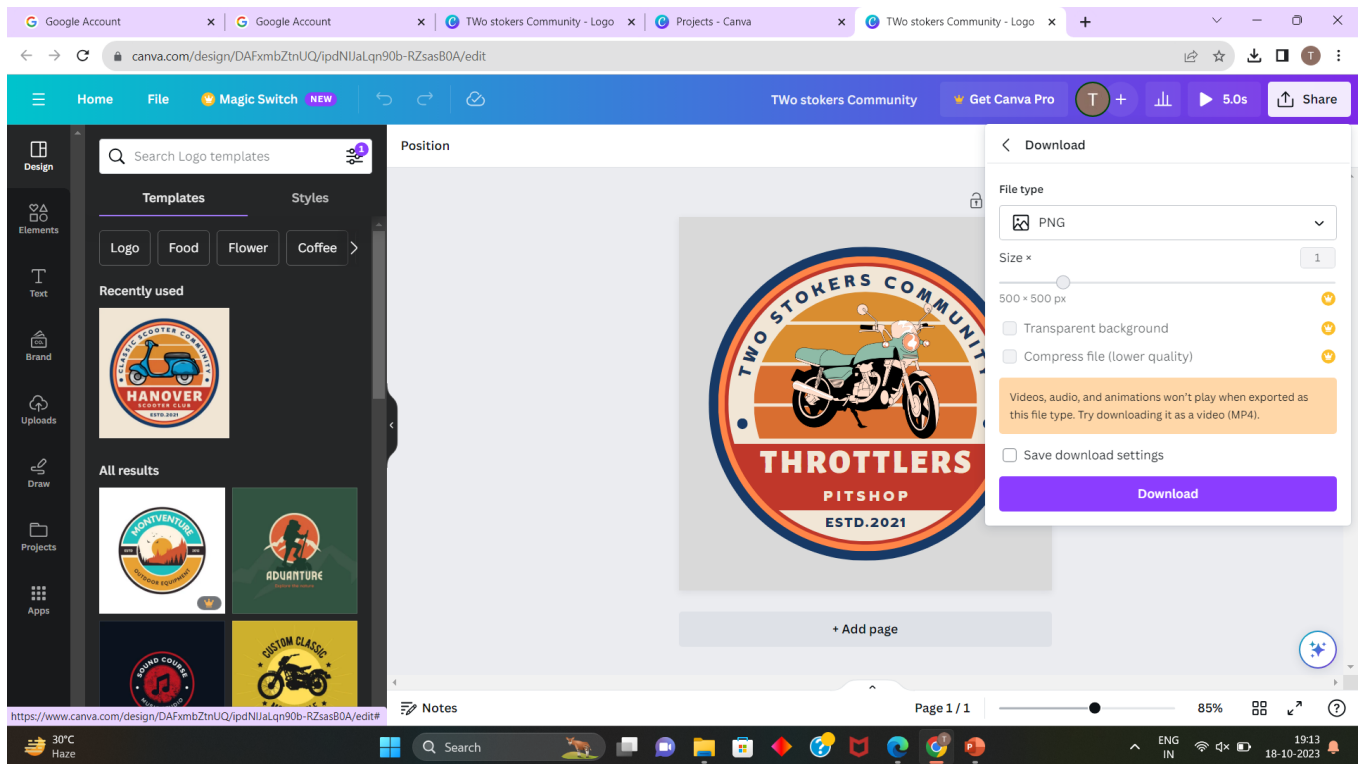 Google Account
Google Account
TWo stokers Community - Logo
Projects - Canva
TWo stokers Community - Logo
canva.com/design/DAFxmbZtnUQ/ipdNIJaLqn90b-RZsasB0A/edit
T
Home
File
Magic Switch
NEW
TWo stokers Community
Get Canva Pro
T
5.0s
Share
Design
Elements
Text
Brand
Uploads
Draw
Projects
Apps
Search Logo templates
1
Templates
Styles
Logo
Food
Flower
Coffee
Recently used
CLASSIC SCOOTER COMMUNITY
HANOVER
SCOOTER CLUB
ESTD.2021
All results
MONTVENTURE
OUTDOOR EQUIPMENT
ADVANTURE
SOUND COURSE
CUSTOM CLASSIC
Position
TWO STOKERS COMMUNITY
THROTTLERS
PITSHOP
ESTD.2021
+ Add page
Download
File type
PNG
Size ×
1
500 × 500 px
Transparent background
Compress file (lower quality)
Videos, audio, and animations won't play when exported as
this file type. Try downloading it as a video (MP4).
Save download settings
Download
https://www.canva.com/design/DAFxmbZtnUQ/ipdNIJaLqn90b-RZsasB0A/edit#
Notes
Page 1 / 1
85%
30°C
Haze
Search
ENG
IN
19:13
18-10-2023